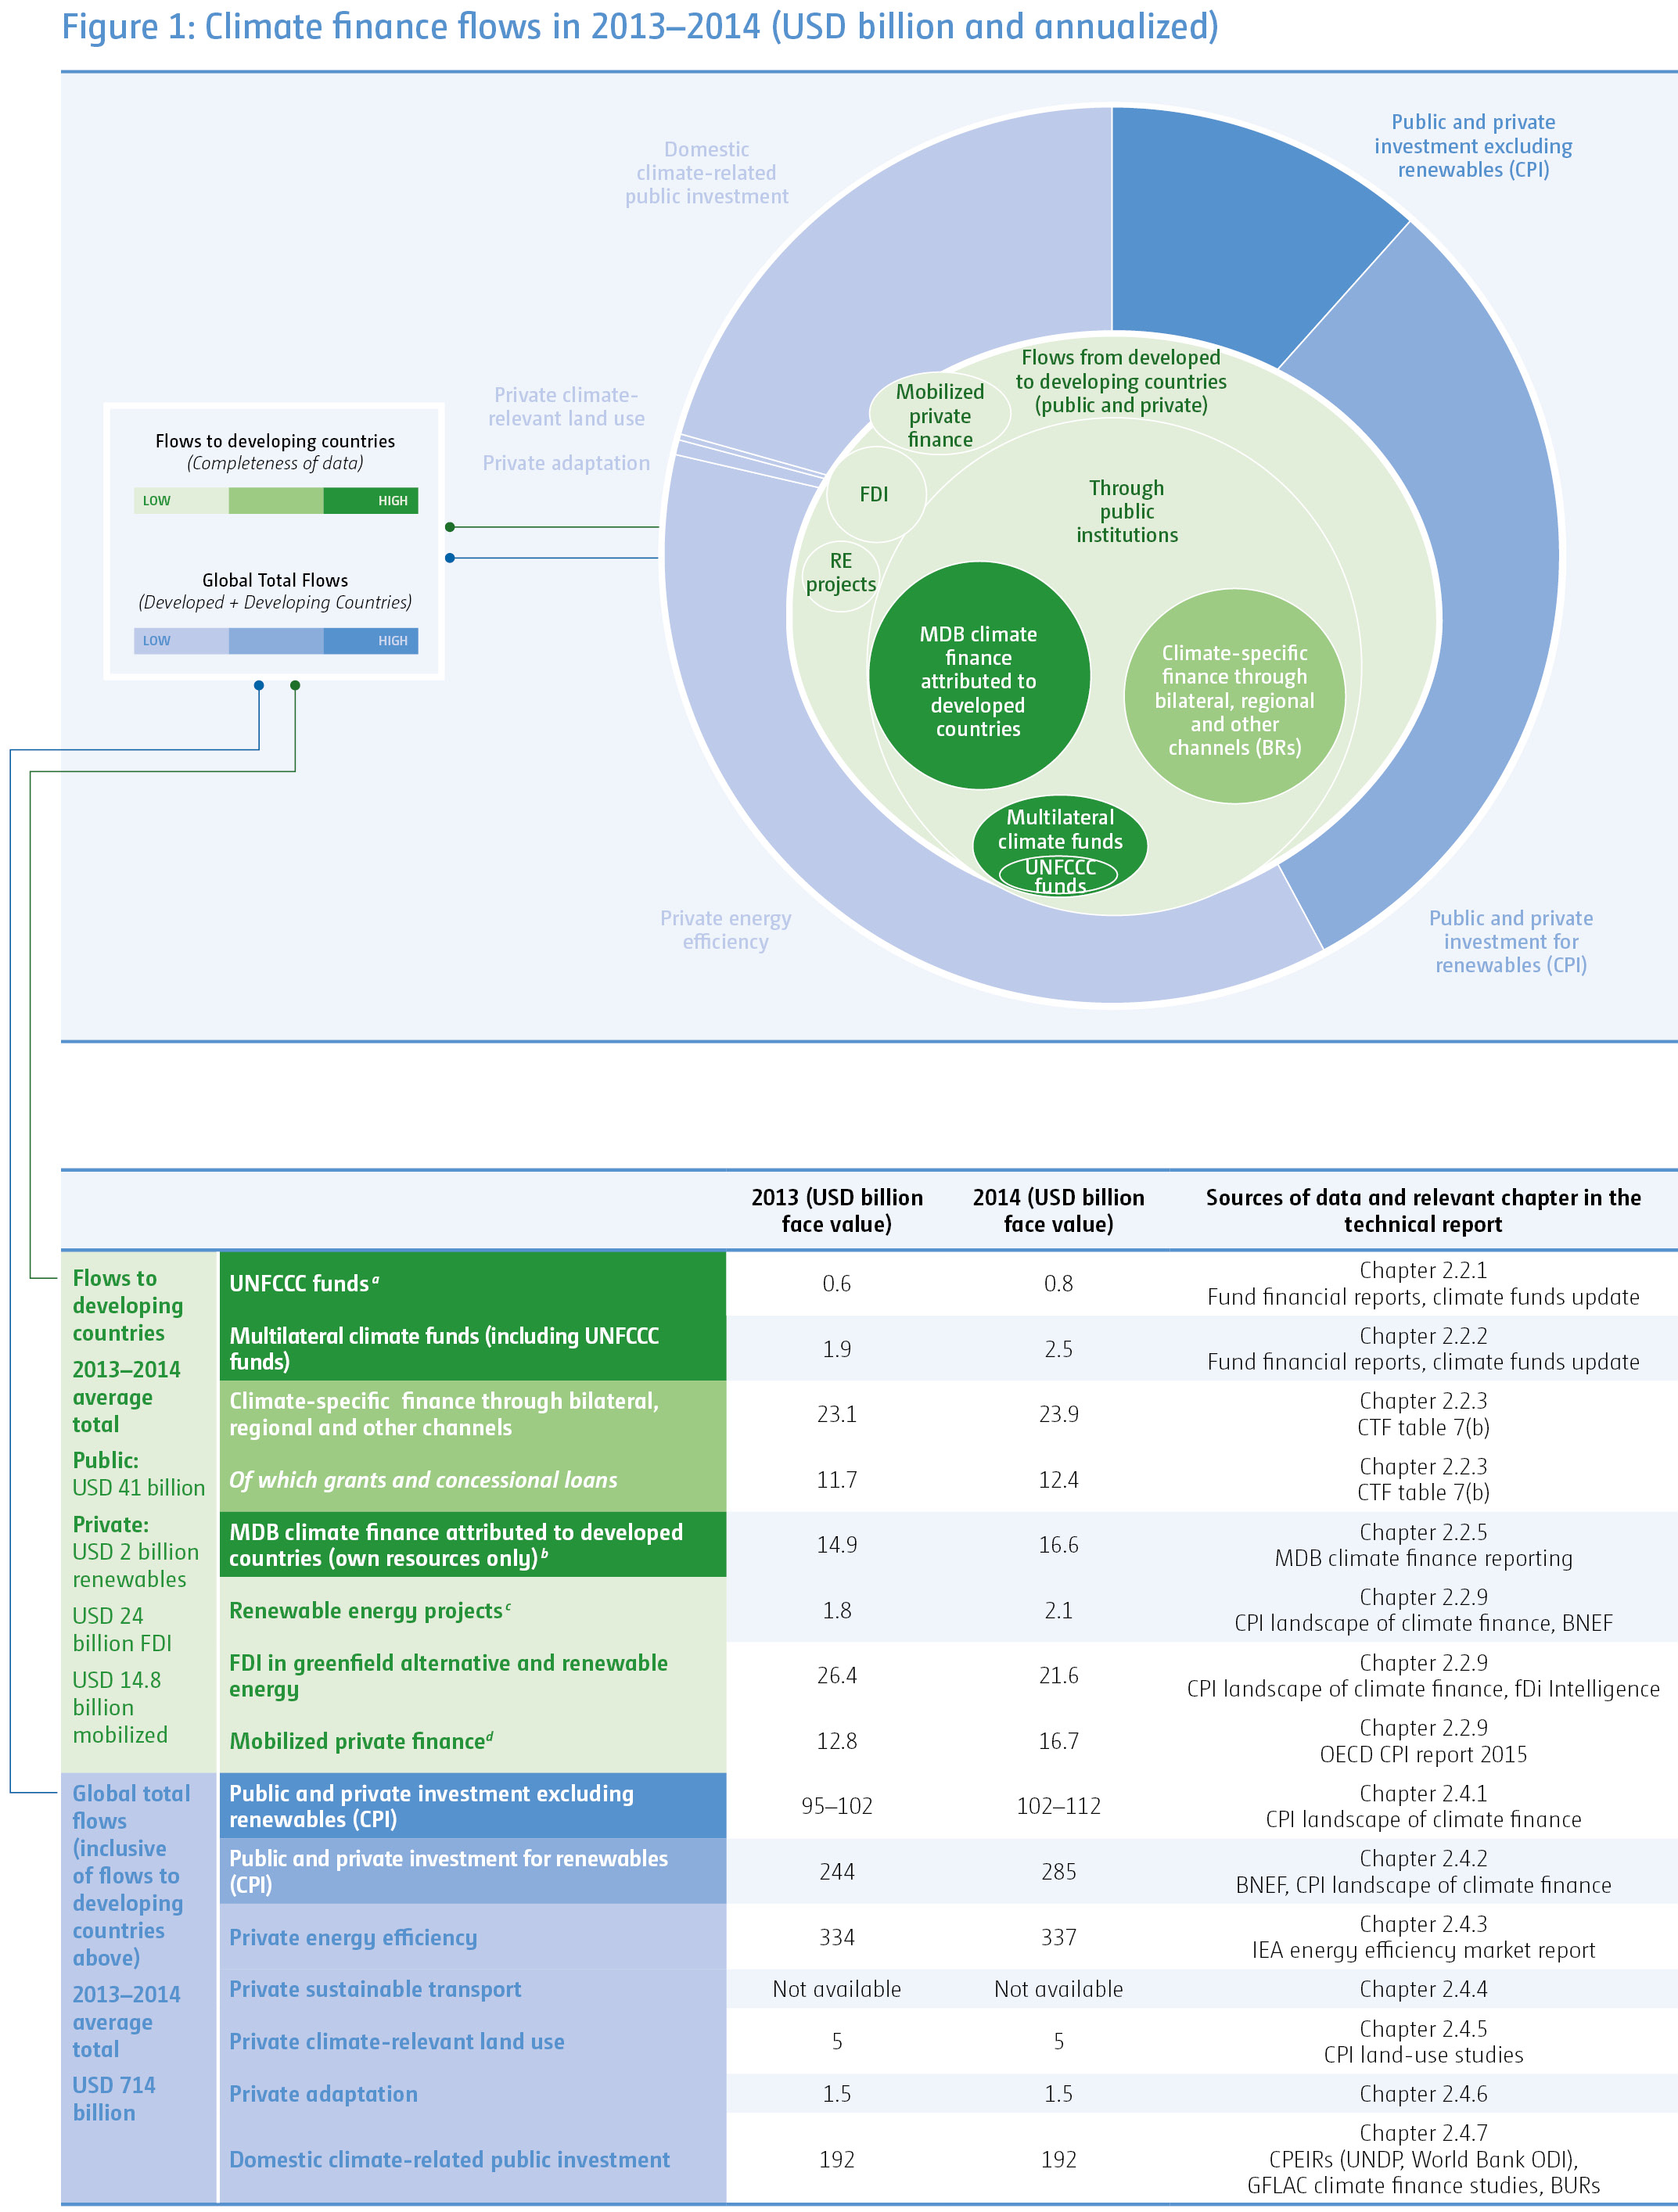 Figure 1: Climate finance flows in 2013–2014 (USD billion and annualized)
Public and private
investment excluding
renewables (CPI)
Domestic
climate-related
public investment
Flows from developed
to developing countries
(public and private)
Mobilized
private
finance
Private climate-
relevant land use
Private adaptation
FDI
Through
public
institutions
RE
projects
MDB climate
finance
attributed to
developed
countries
Climate-specific
finance through
bilateral, regional
and other
channels (BRs)
Multilateral
climate funds
UNFCCC
funds
Private energy
efficiency
Public and private
investment for
renewables (CPI)
Flows to developing countries
(Completeness of data)
LOW HIGH
Global Total Flows
(Developed + Developing Countries)
LOW HIGH
2013 (USD billion
face value)
2014 (USD billion
face value)
Sources of data and relevant chapter in the
technical report
Flows to
developing
countries
2013–2014
average
total
Public:
USD 41 billion
Private:
USD 2 billion
renewables
USD 24
billion FDI
USD 14.8
billion
mobilized
UNFCCC funds a
0.6
0.8
Chapter 2.2.1
Fund financial reports, climate funds update
Multilateral climate funds (including UNFCCC
funds)
1.9
2.5
Chapter 2.2.2
Fund financial reports, climate funds update
Climate-specific finance through bilateral,
regional and other channels
23.1
23.9
Chapter 2.2.3
CTF table 7(b)
Of which grants and concessional loans
11.7
12.4
Chapter 2.2.3
CTF table 7(b)
MDB climate finance attributed to developed
countries (own resources only) b
14.9
16.6
Chapter 2.2.5
MDB climate finance reporting
Renewable energy projects c
1.8
2.1
Chapter 2.2.9
CPI landscape of climate finance, BNEF
FDI in greenfield alternative and renewable
energy
26.4
21.6
Chapter 2.2.9
CPI landscape of climate finance, fDi Intelligence
Mobilized private finance d
12.8
16.7
Chapter 2.2.9
OECD CPI report 2015
Global total
flows
(inclusive
of flows to
developing
countries
above)
2013–2014
average
total
USD 714
billion
Public and private investment excluding
renewables (CPI)
95–102
102–112
Chapter 2.4.1
CPI landscape of climate finance
Public and private investment for renewables
(CPI)
244
285
Chapter 2.4.2
BNEF, CPI landscape of climate finance
Private energy efficiency
334
337
Chapter 2.4.3
IEA energy efficiency market report
Private sustainable transport
Not available
Not available
Chapter 2.4.4
Private climate-relevant land use
5
5
Chapter 2.4.5
CPI land-use studies
Private adaptation
1.5
1.5
Chapter 2.4.6
Domestic climate-related public investment
192
192
Chapter 2.4.7
CPEIRs (UNDP, World Bank ODI),
GFLAC climate finance studies, BURs